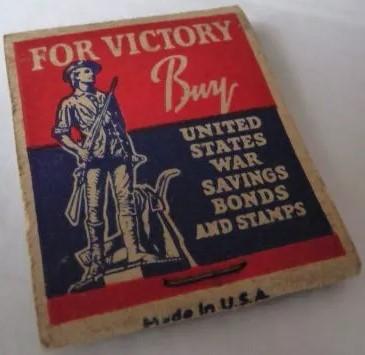 FOR VICTORY
Buy
UNITED
STATES
WAR
SAVINGS
BONDS
AND STAMPS
Made in U.S.A.